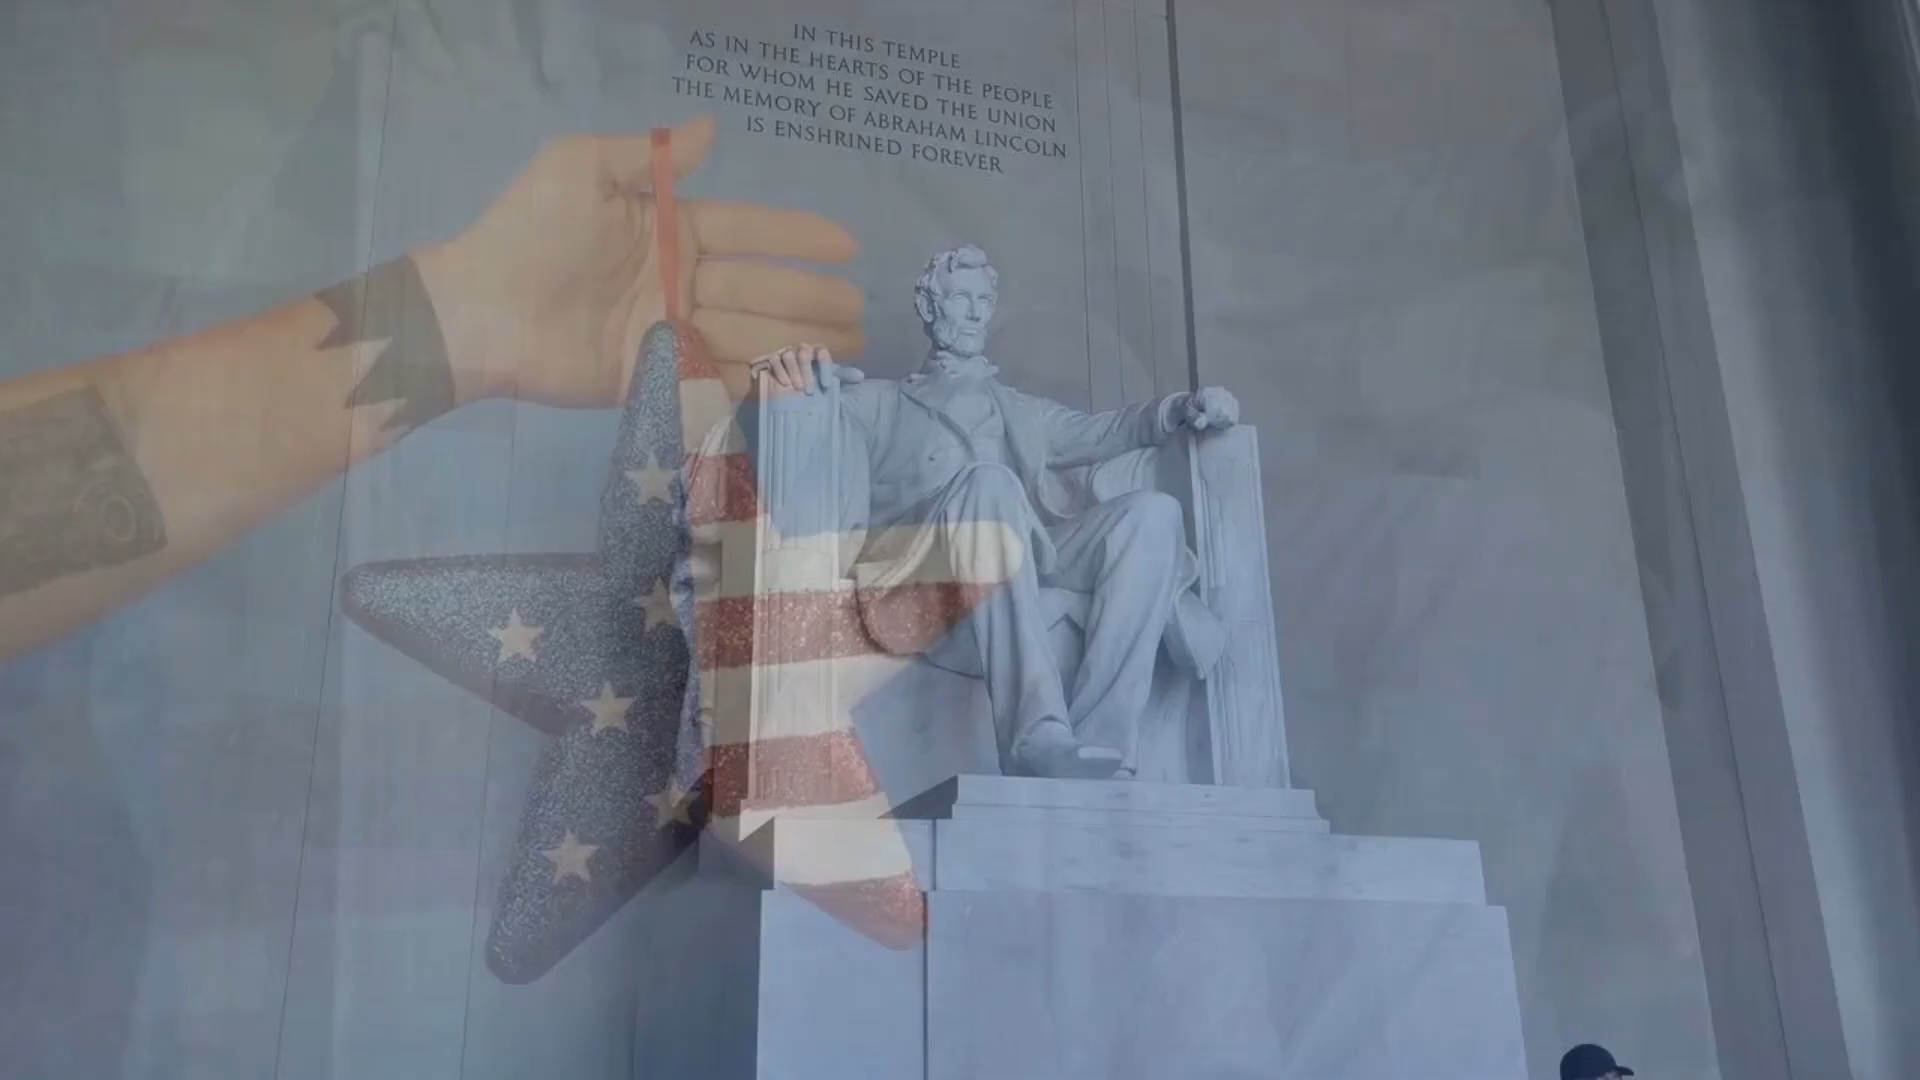 IN THIS TEMPLE
AS IN THE HEARTS OF THE PEOPLE
FOR WHOM HE SAVED THE UNION
THE MEMORY OF ABRAHAM LINCOLN
IS ENSHRINED FOREVER